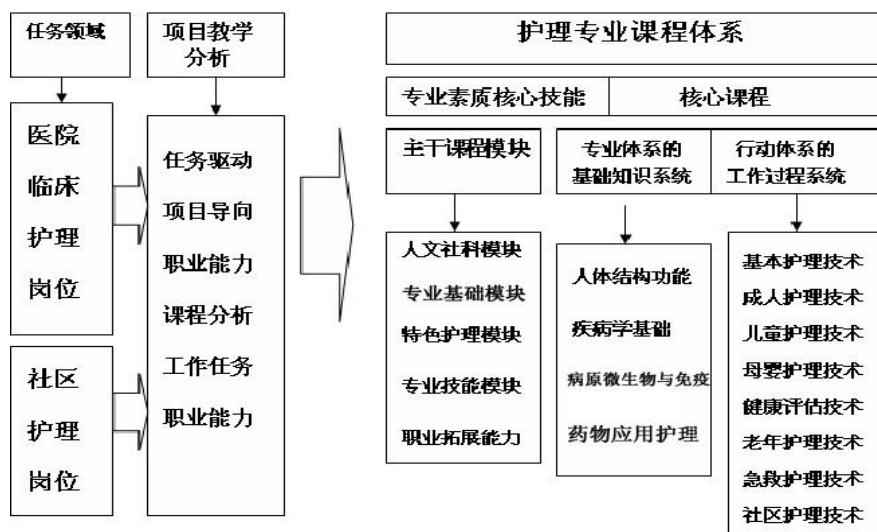 任务领域
项目教学
分析
护理专业课程体系
专业素质核心技能
核心课程
医院
临床
护理
岗位
社区
护理
岗位
任务驱动
项目导向
职业能力
课程分析
工作任务
职业能力
主干课程模块
专业体系的
基础知识系统
行动体系的
工作过程系统
人文社科模块
专业基础模块
特色护理模块
专业技能模块
职业拓展能力
人体结构功能
疾病学基础
病原微生物与免疫
药物应用护理
基本护理技术
成人护理技术
儿童护理技术
母婴护理技术
健康评估技术
老年护理技术
急救护理技术
社区护理技术